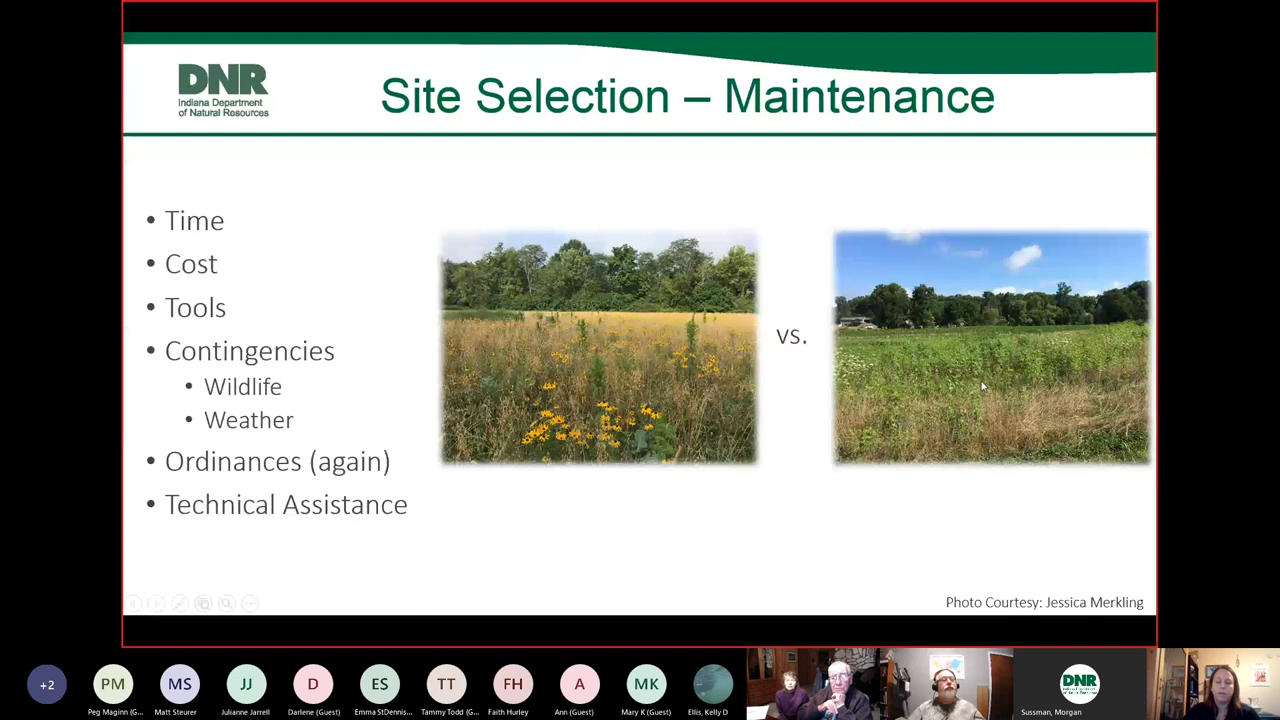 DNR
Indiana Department
of Natural Resources
Site Selection – Maintenance
• Time
• Cost
• Tools
• Contingencies
• Wildlife
• Weather
• Ordinances (again)
• Technical Assistance
vs.
Photo Courtesy: Jessica Merkling
+2
PM
MS
JJ
D
ES
TT
FH
A
MK
DNR
Peg Maginn (G...
Matt Steurer
Julianne Jarrell
Darlene (Guest)
Emma StDennis...
Tammy Todd (G...
Faith Hurley
Ann (Guest)
Mary K (Guest)
Ellis, Kelly D
Sussman, Morgan